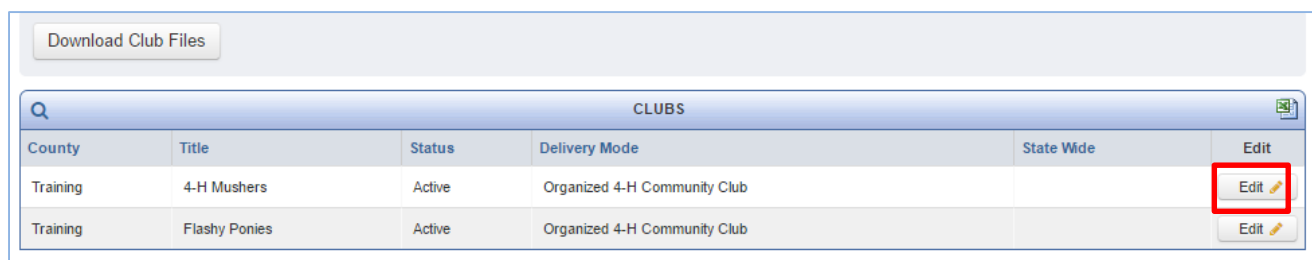 Download Club Files
CLUBS
County Title Status Delivery Mode State Wide Edit
Training 4-H Mushers Active Organized 4-H Community Club Edit
Training Flashy Ponies Active Organized 4-H Community Club Edit